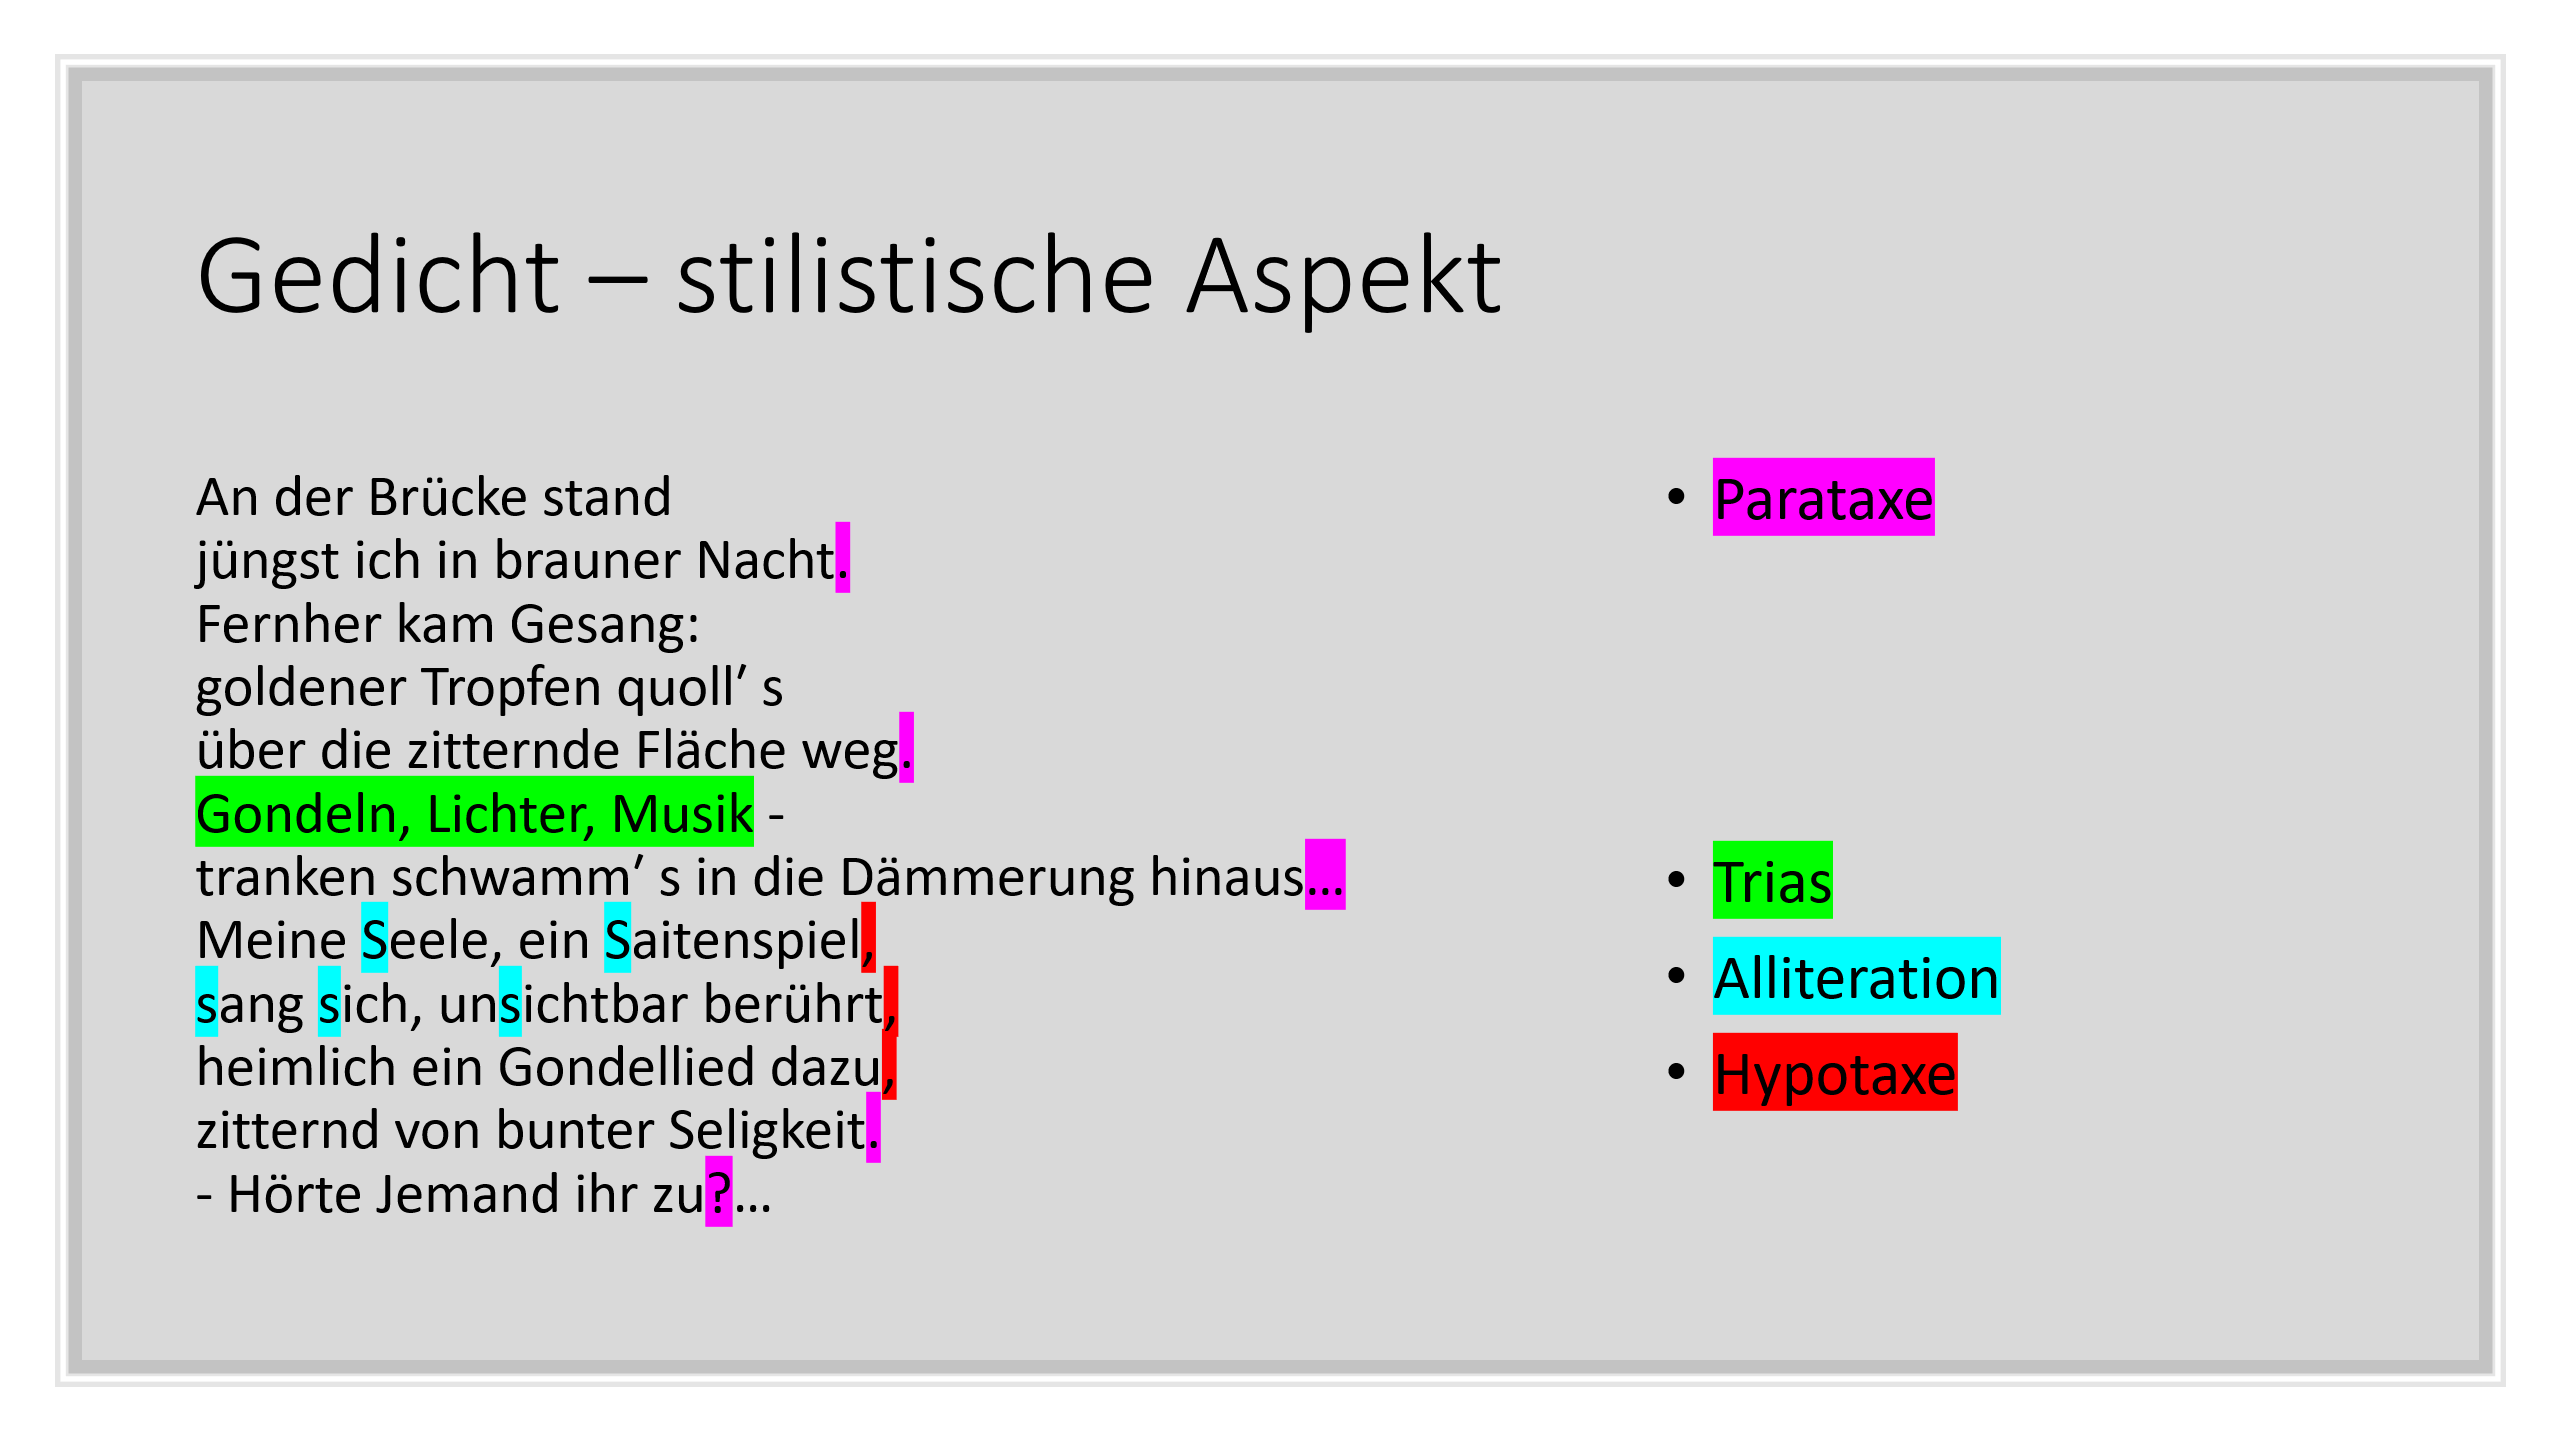 Gedicht – stilistische Aspekt
An der Brücke stand
jüngst ich in brauner Nacht.
Fernher kam Gesang:
goldener Tropfen quoll′ s
über die zitternde Fläche weg.
Gondeln, Lichter, Musik -
tranken schwamm′ s in die Dämmerung hinaus...
Meine Seele, ein Saitenspiel,
sang sich, unsichtbar berührt,
heimlich ein Gondellied dazu,
zitternd von bunter Seligkeit.
- Hörte Jemand ihr zu?...
• Parataxe
• Trias
• Alliteration
• Hypotaxe